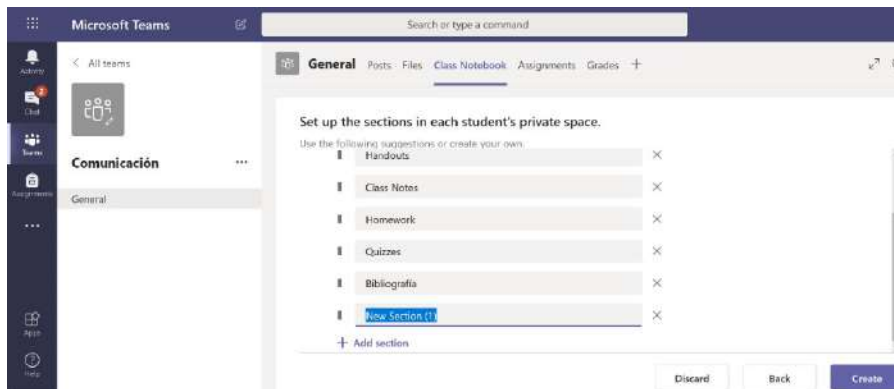 Microsoft Teams
Search or type a command
Activity
2
Chat
Teams
Assignments
Apps
Help
All teams
Comunicación
General
General Posts Files Class Notebook Assignments Grades
Set up the sections in each student's private space.
Use the following suggestions or create your own.
Handouts
Class Notes
Homework
Quizzes
Bibliografía
New Section (1)
Add section
Discard Back Create